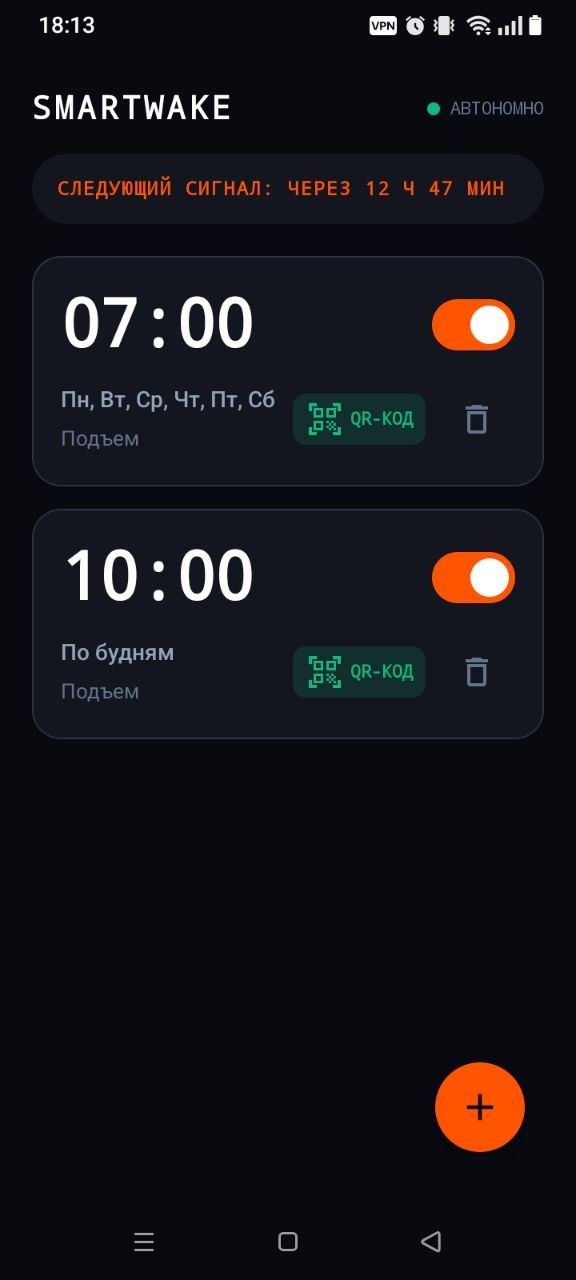 18:13
VPN
SMARTWAKE
АВТОНОМНО
СЛЕДУЮЩИЙ СИГНАЛ: ЧЕРЕЗ 12 Ч 47 МИН
07:00
Пн, Вт, Ср, Чт, Пт, Сб
QR-КОД
Подъем
10:00
По будням
QR-КОД
Подъем